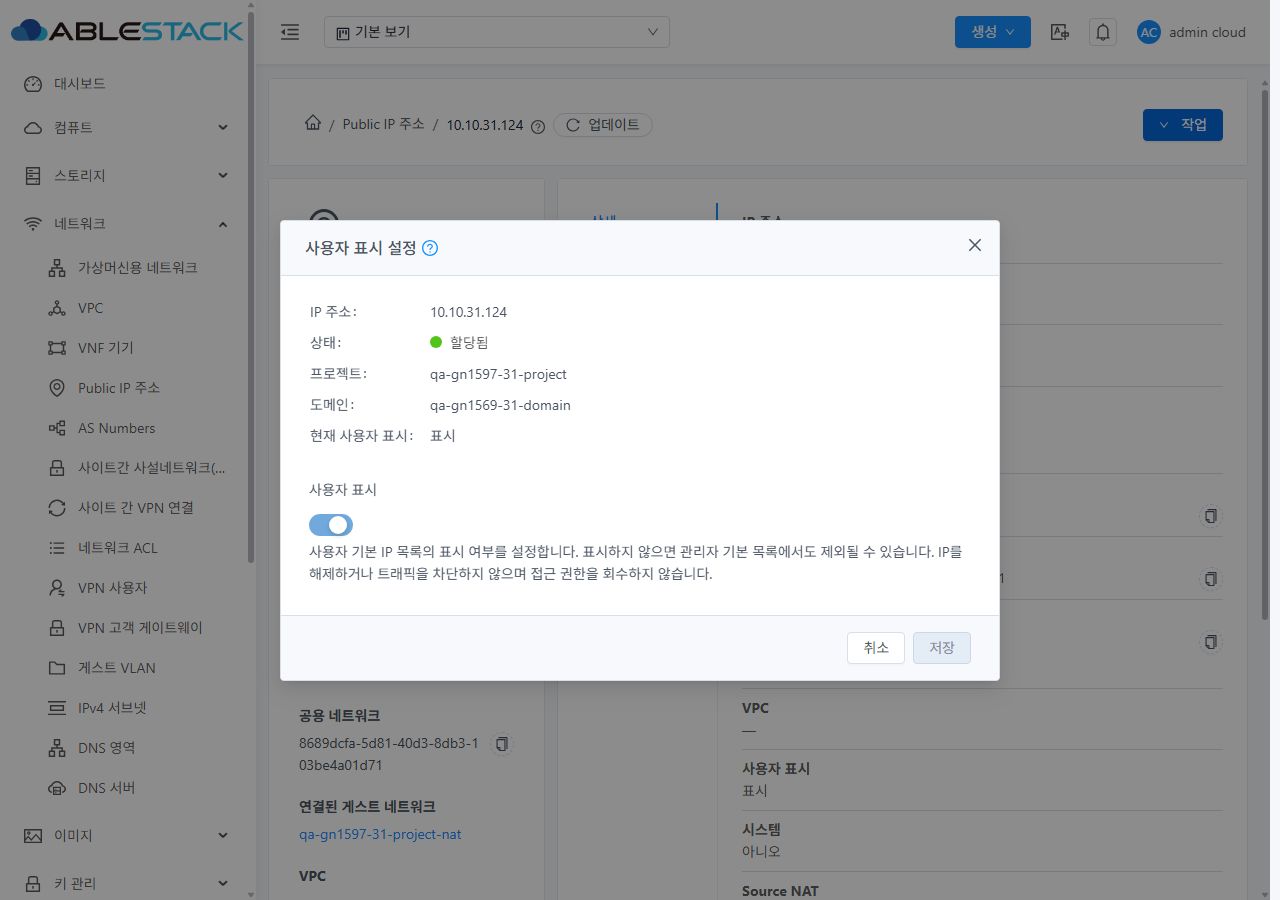 ABLESTACK
기본 보기
생성
AC
admin cloud
대시보드
컴퓨트
스토리지
네트워크
가상머신용 네트워크
VPC
VNF 기기
Public IP 주소
AS Numbers
사이트간 사설네트워크(...
사이트 간 VPN 연결
네트워크 ACL
VPN 사용자
VPN 고객 게이트웨이
게스트 VLAN
IPv4 서브넷
DNS 영역
DNS 서버
이미지
키 관리
/ Public IP 주소 / 10.10.31.124
업데이트
작업
상세
IP 주소
사용자 표시 설정
IP 주소: 10.10.31.124
상태: 할당됨
프로젝트: qa-gn1597-31-project
도메인: qa-gn1569-31-domain
현재 사용자 표시: 표시
사용자 표시
사용자 기본 IP 목록의 표시 여부를 설정합니다. 표시하지 않으면 관리자 기본 목록에서도 제외될 수 있습니다. IP를
해제하거나 트래픽을 차단하지 않으며 접근 권한을 회수하지 않습니다.
취소
저장
공용 네트워크
8689dcfa-5d81-40d3-8db3-1
03be4a01d71
연결된 게스트 네트워크
qa-gn1597-31-project-nat
VPC
1
VPC
—
사용자 표시
표시
시스템
아니오
Source NAT